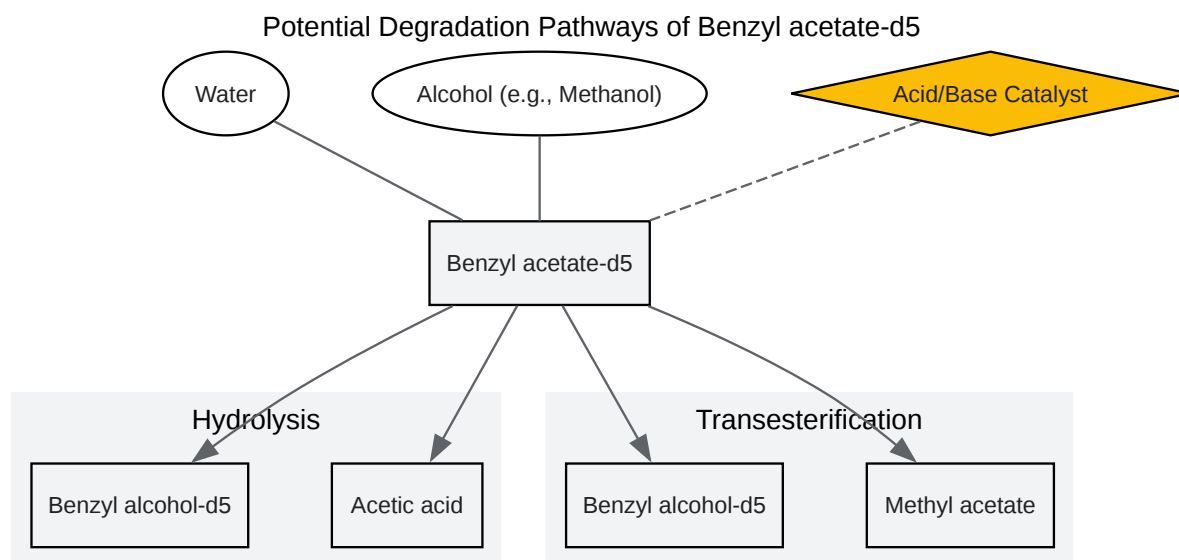 Potential Degradation Pathways of Benzyl acetate-d5
Water
Alcohol (e.g., Methanol)
Acid/Base Catalyst
Benzyl acetate-d5
Hydrolysis
Transesterification
Benzyl alcohol-d5
Acetic acid
Benzyl alcohol-d5
Methyl acetate